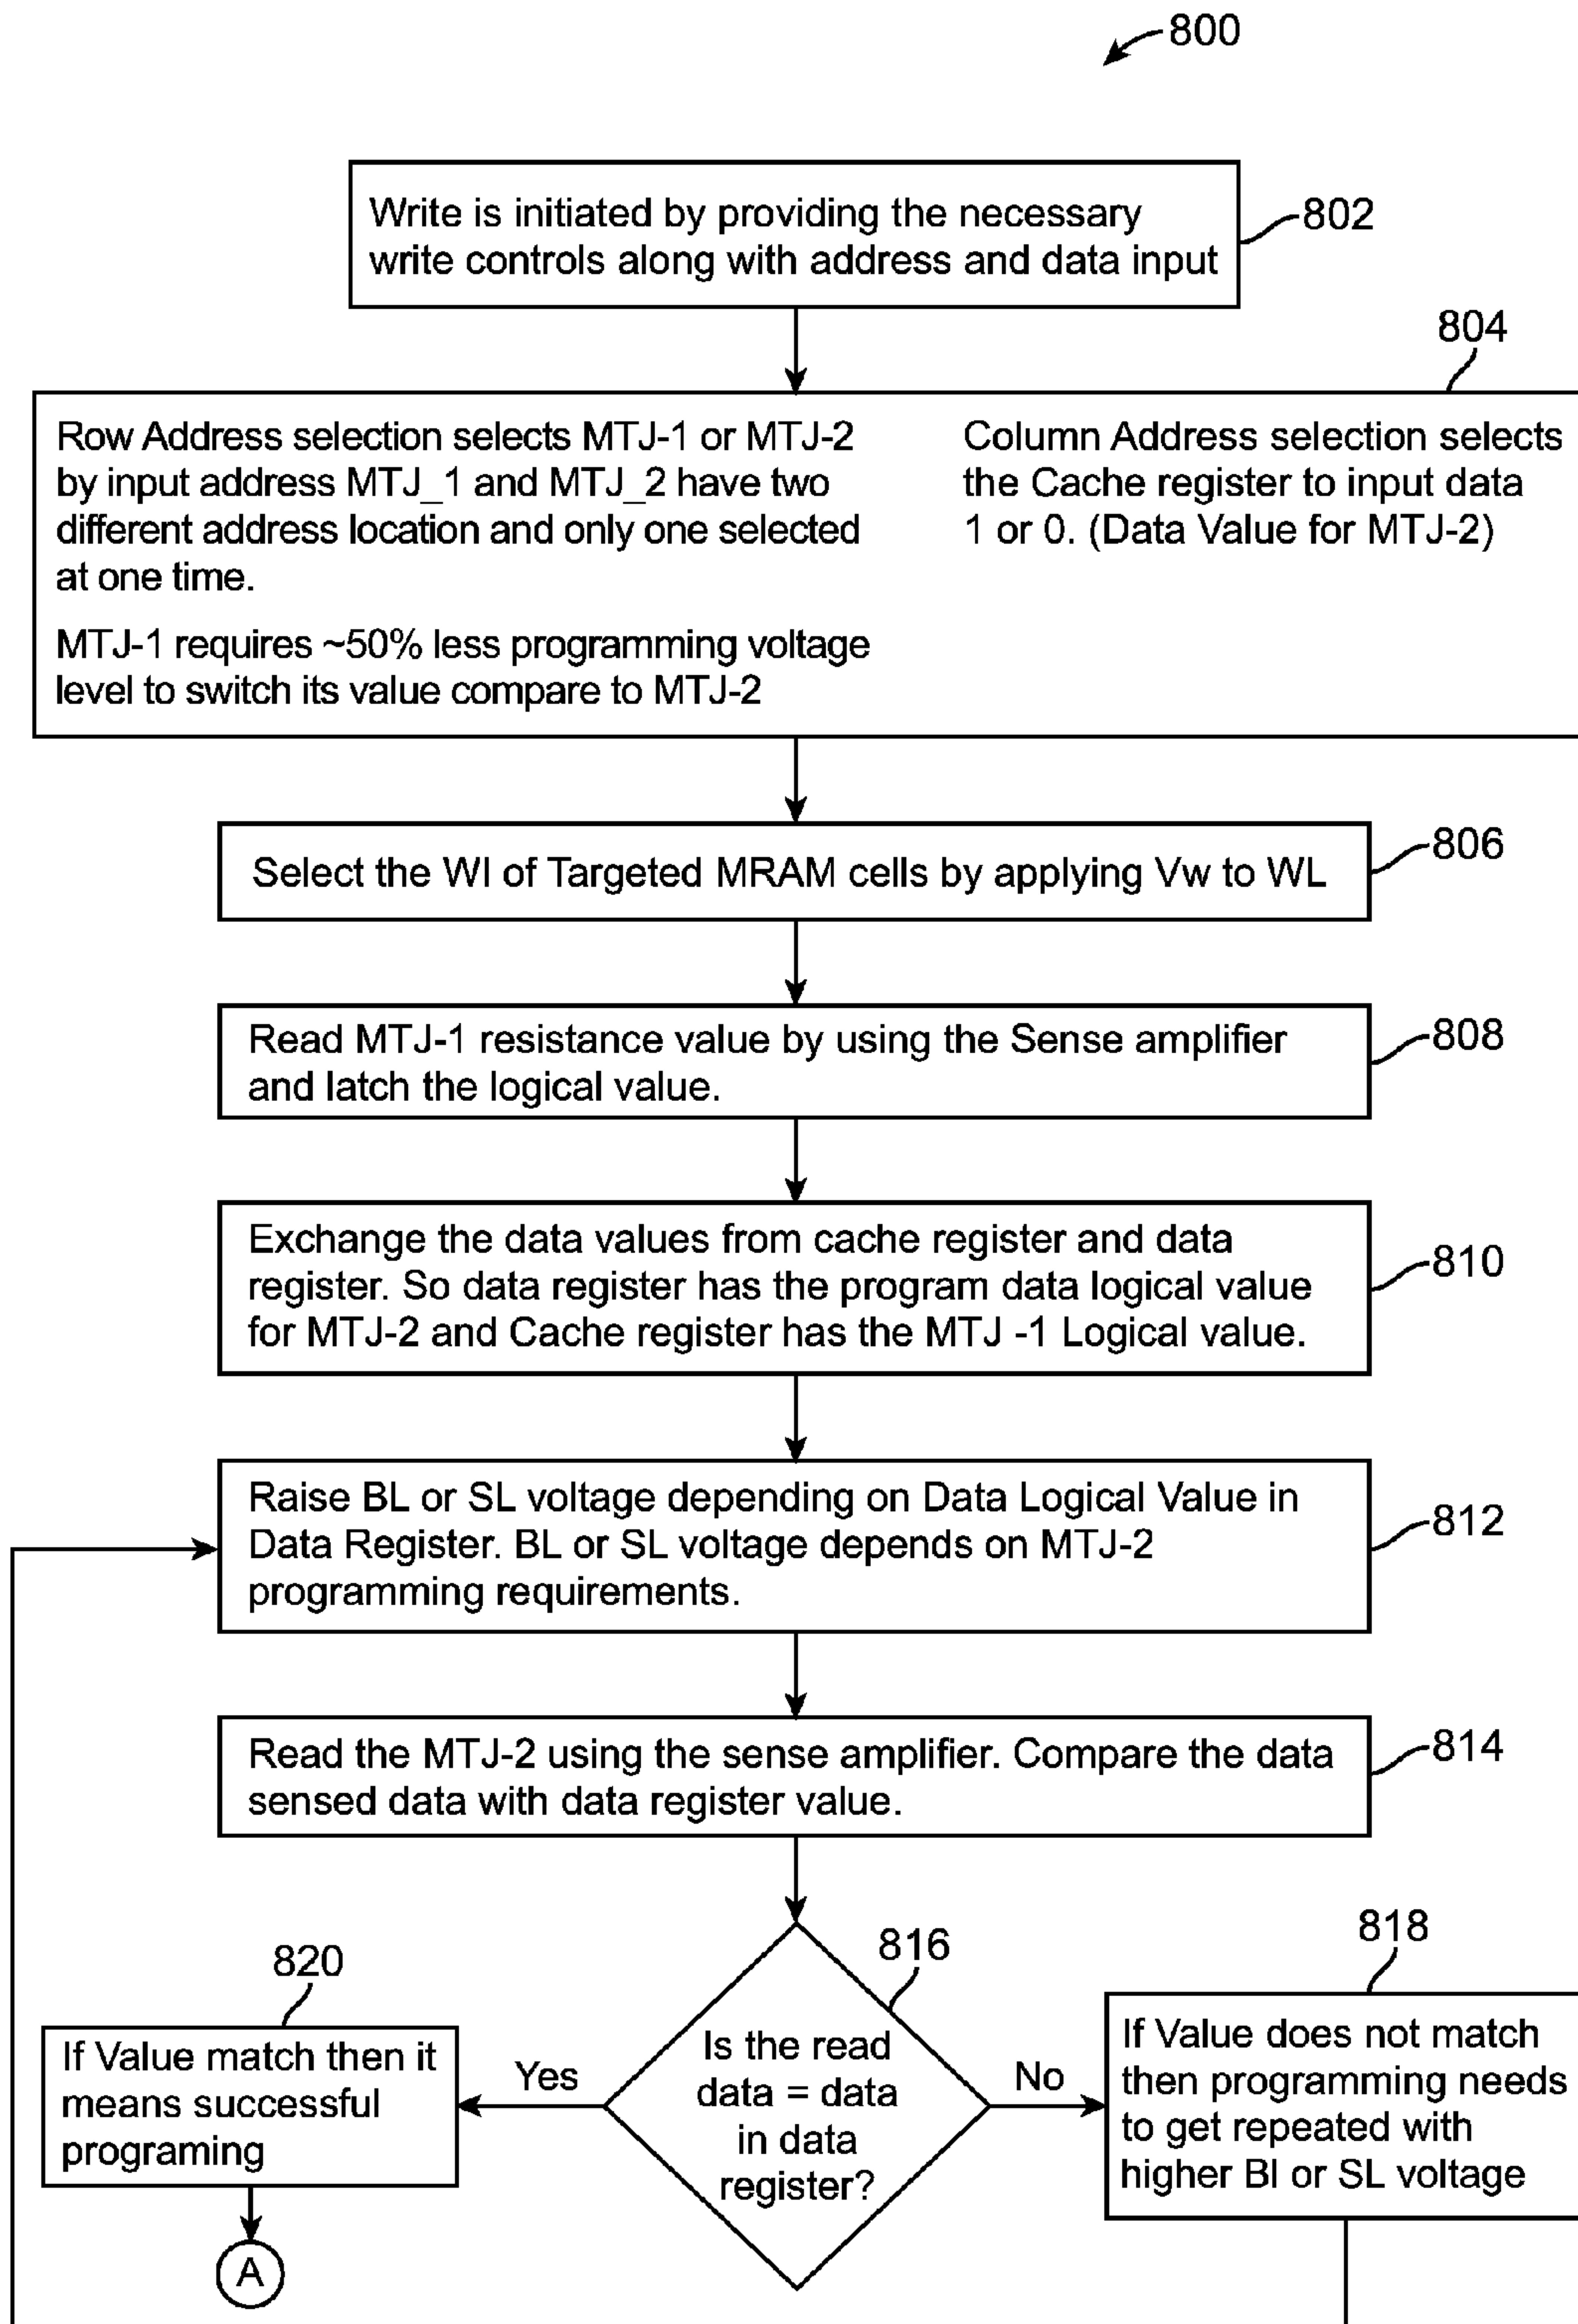 800
Write is initiated by providing the necessary
write controls along with address and data input
802
804
Row Address selection selects MTJ-1 or MTJ-2
by input address MTJ_1 and MTJ_2 have two
different address location and only one selected
at one time.
MTJ-1 requires ~50% less programming voltage
level to switch its value compare to MTJ-2
Column Address selection selects
the Cache register to input data
1 or 0. (Data Value for MTJ-2)
Select the Wl of Targeted MRAM cells by applying Vw to WL
806
Read MTJ-1 resistance value by using the Sense amplifier
and latch the logical value.
808
Exchange the data values from cache register and data
register. So data register has the program data logical value
for MTJ-2 and Cache register has the MTJ -1 Logical value.
810
Raise BL or SL voltage depending on Data Logical Value in
Data Register. BL or SL voltage depends on MTJ-2
programming requirements.
812
Read the MTJ-2 using the sense amplifier. Compare the data
sensed data with data register value.
814
816
Is the read
data = data
in data
register?
Yes
No
820
If Value match then it
means successful
programing
A
818
If Value does not match
then programming needs
to get repeated with
higher Bl or SL voltage